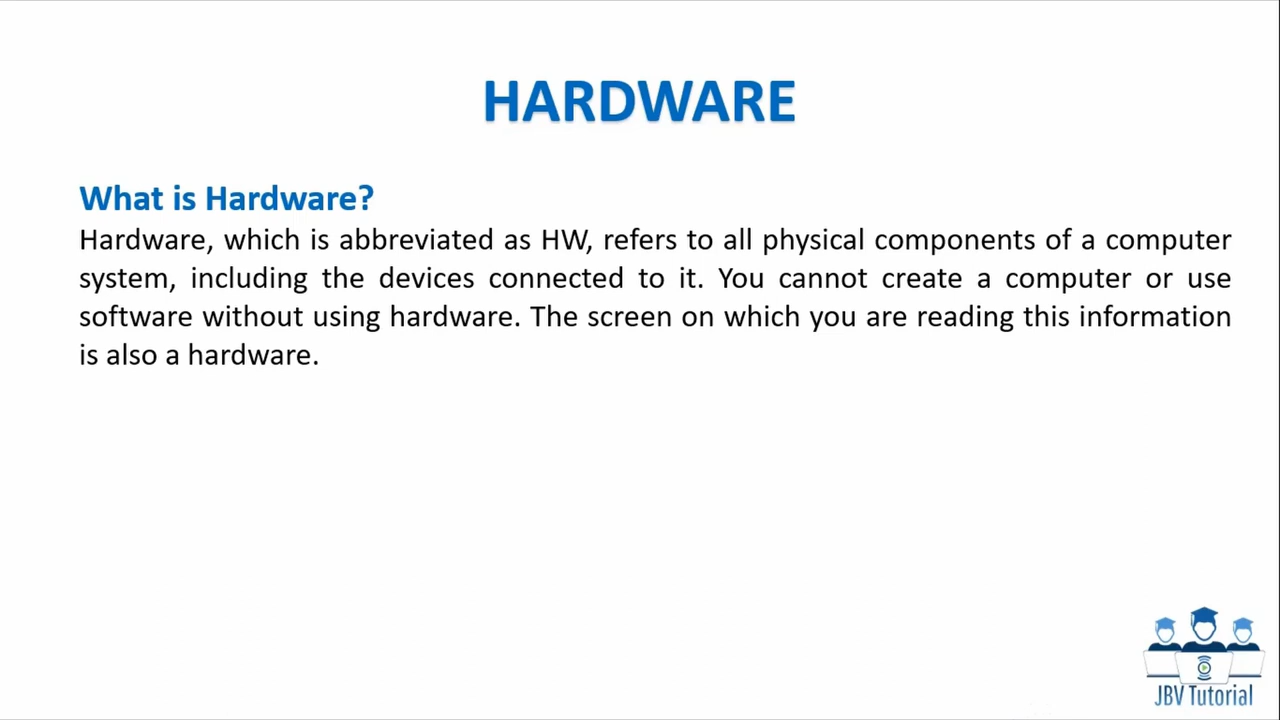 HARDWARE
What is Hardware?
Hardware, which is abbreviated as HW, refers to all physical components of a computer
system, including the devices connected to it. You cannot create a computer or use
software without using hardware. The screen on which you are reading this information
is also a hardware.
JBV Tutorial